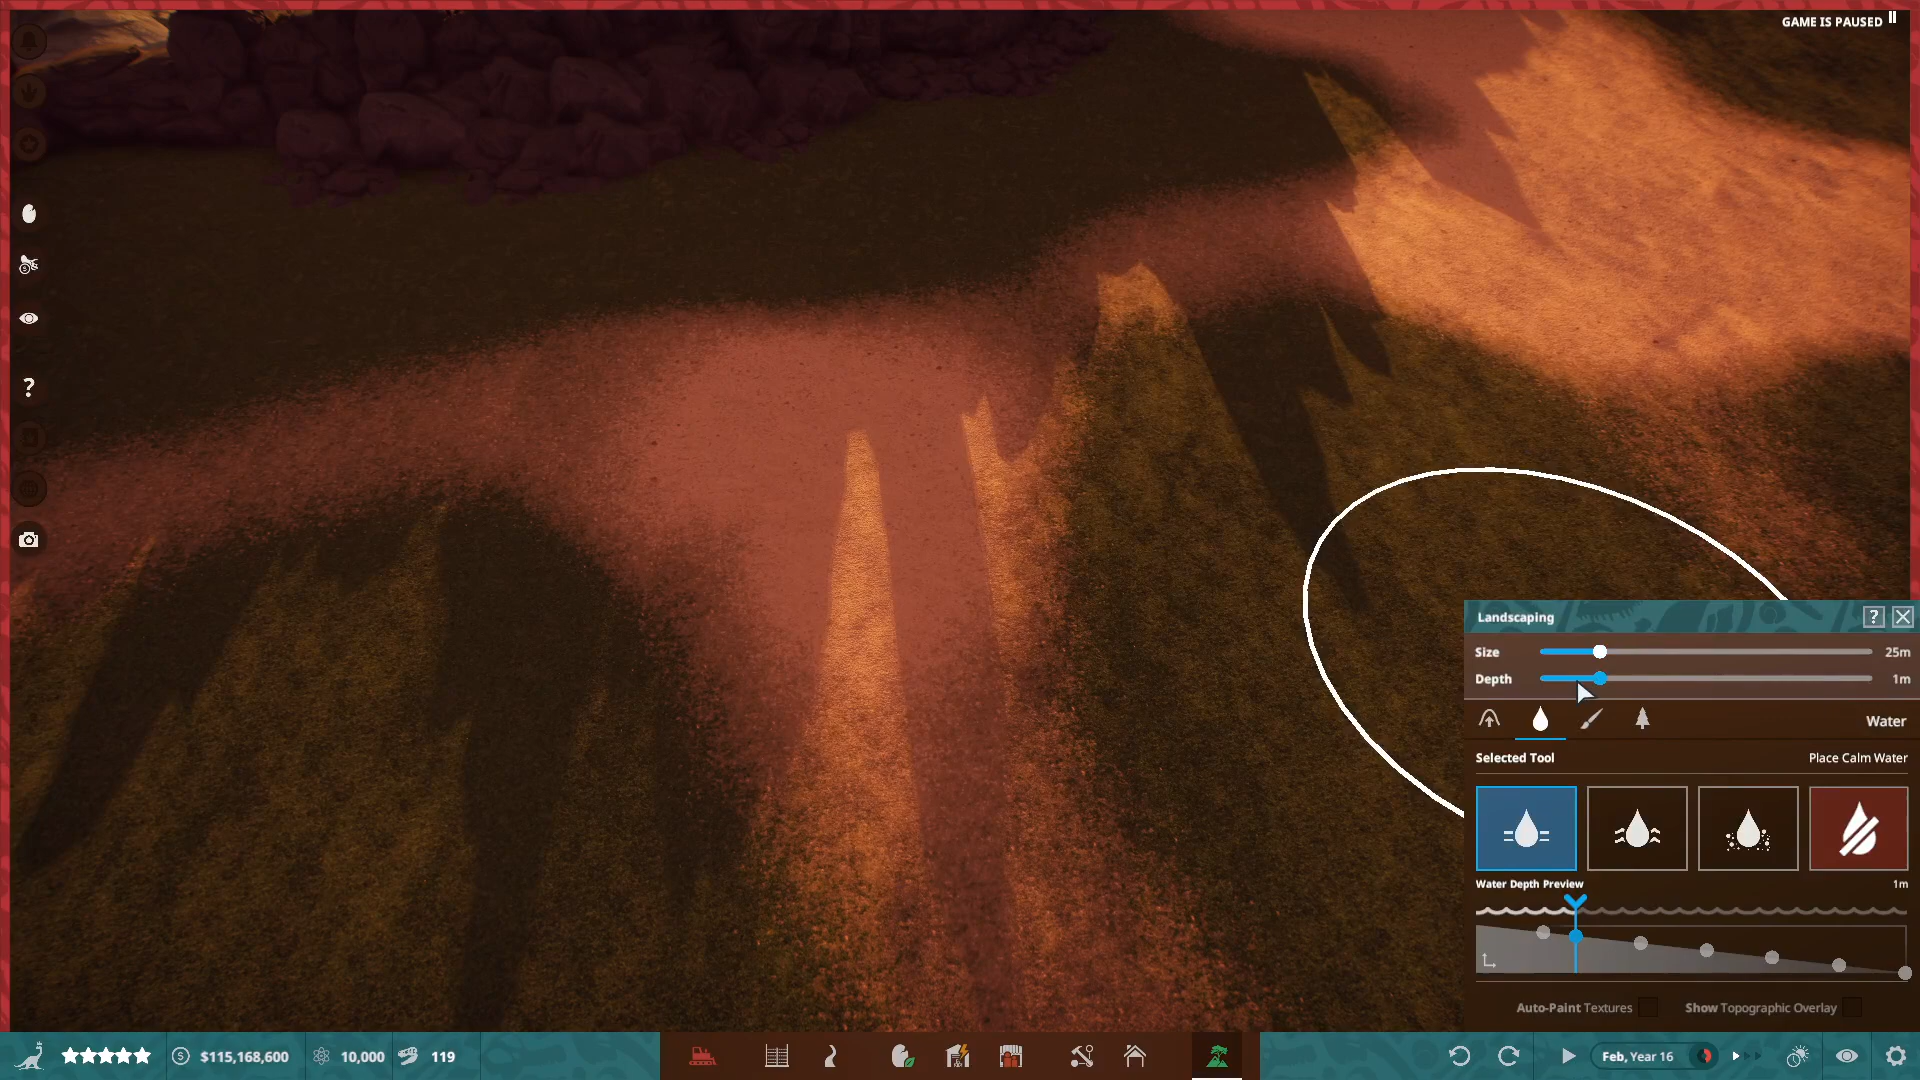 GAME IS PAUSED
Landscaping
?
Size 25m
Depth 1m
Water
Selected Tool Place Calm Water
Water Depth Preview 1m
Auto-Paint Textures Show Topographic Overlay
$115,168,600 10,000 119 Feb, Year 16